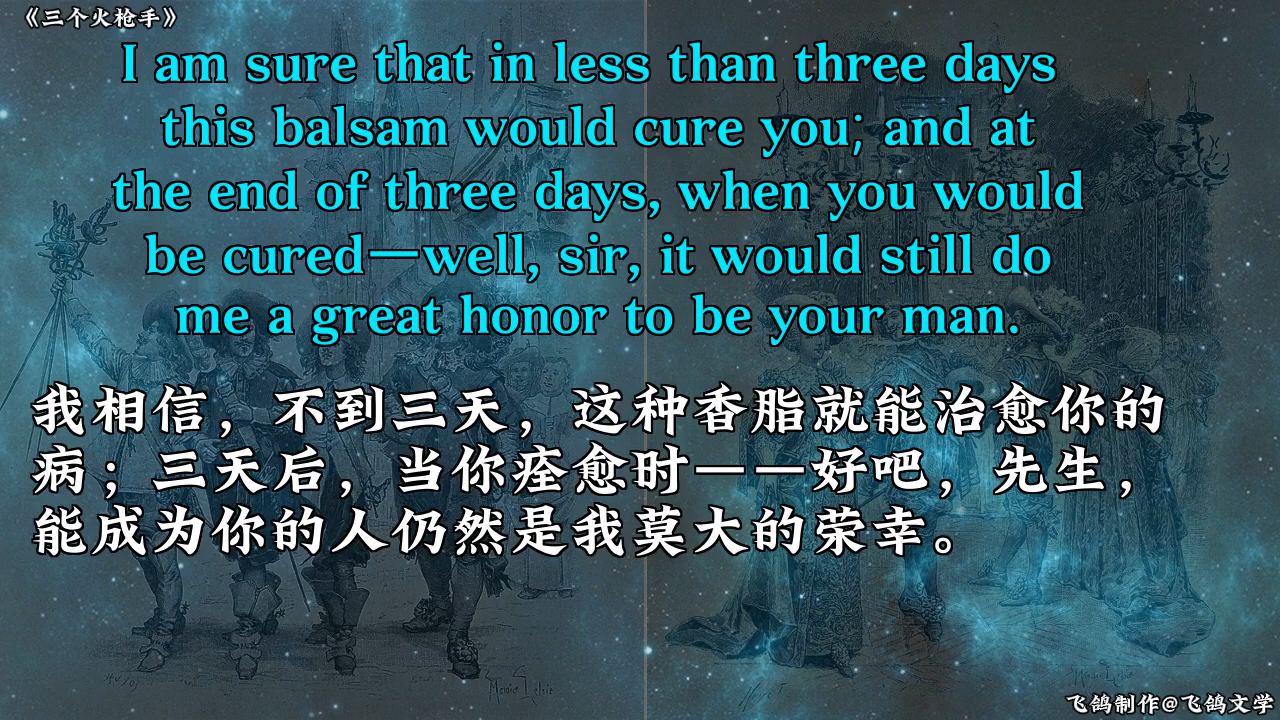 《三个火枪手》
I am sure that in less than three days
this balsam would cure you; and at
the end of three days, when you would
be cured—well, sir, it would still do
me a great honor to be your man.
我相信，不到三天，这种香脂就能治愈你的
病；三天后，当你痊愈时——好吧，先生，
能成为你的人仍然是我莫大的荣幸。
飞鸽制作@飞鸽文学